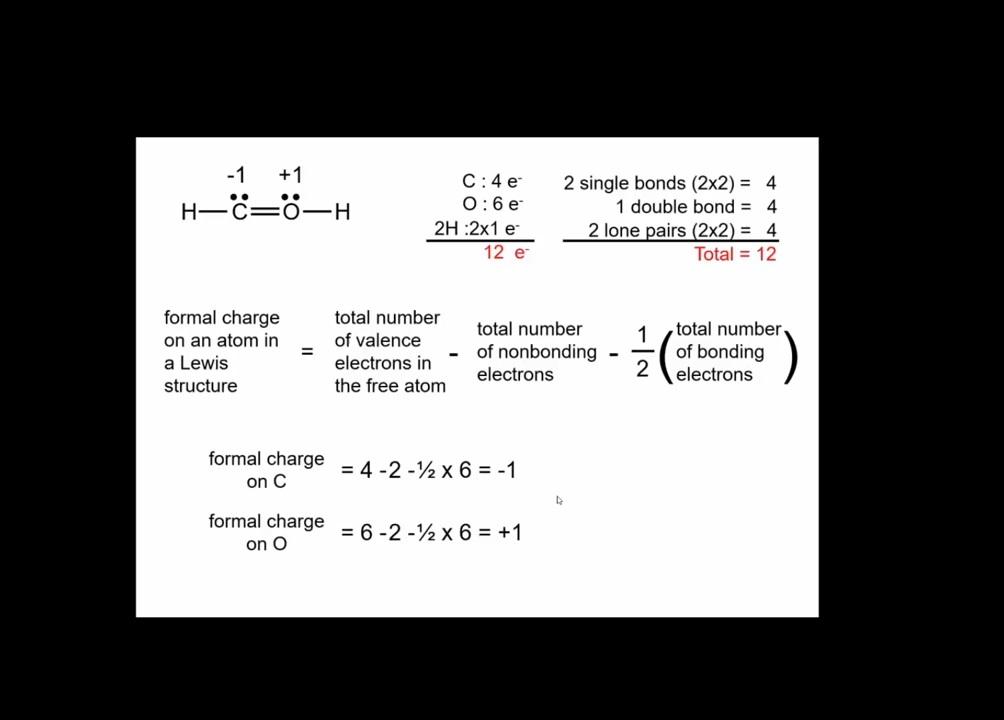 -1 +1
H—C=O—H
C : 4 e⁻
O : 6 e⁻
2H :2x1 e⁻
12 e⁻
2 single bonds (2x2) = 4
1 double bond = 4
2 lone pairs (2x2) = 4
Total = 12
formal charge
on an atom in
a Lewis
structure
=
total number
of valence
electrons in
the free atom
-
total number
of nonbonding
electrons
-
1
2
(
total number
of bonding
electrons
)
formal charge
on C
= 4 -2 -½ x 6 = -1
formal charge
on O
= 6 -2 -½ x 6 = +1